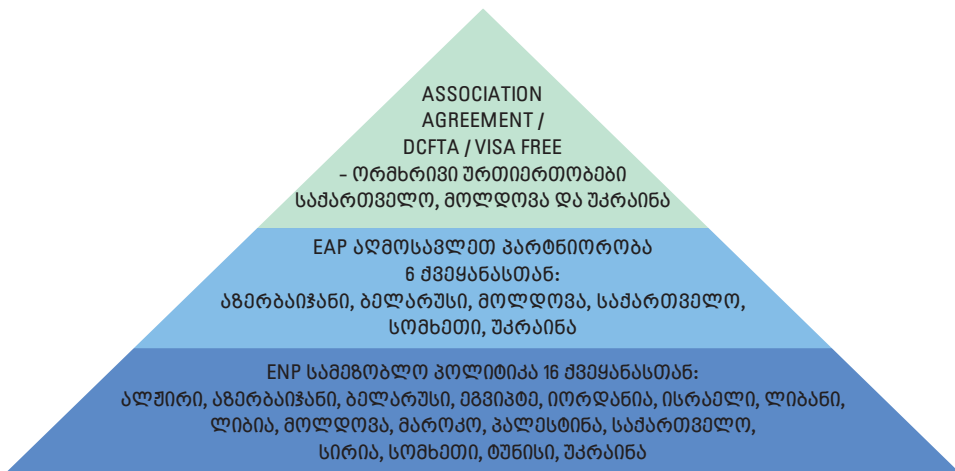 ASSOCIATION
AGREEMENT /
DCFTA / VISA FREE
– ორმხრივი ურთიერთობები
საქართველო, მოლდოვა და უკრაინა
EAP აღმოსავლეთ პარტნიორობა
6 ქვეყანასთან:
აზერბაიჯანი, ბელარუსი, მოლდოვა, საქართველო,
სომხეთი, უკრაინა
ENP სამეზობლო პოლიტიკა 16 ქვეყანასთან:
ალჟირი, აზერბაიჯანი, ბელარუსი, ეგვიპტე, იორდანია, ისრაელი, ლიბანი,
ლიბია, მოლდოვა, მაროკო, პალესტინა, საქართველო,
სირია, სომხეთი, ტუნისი, უკრაინა